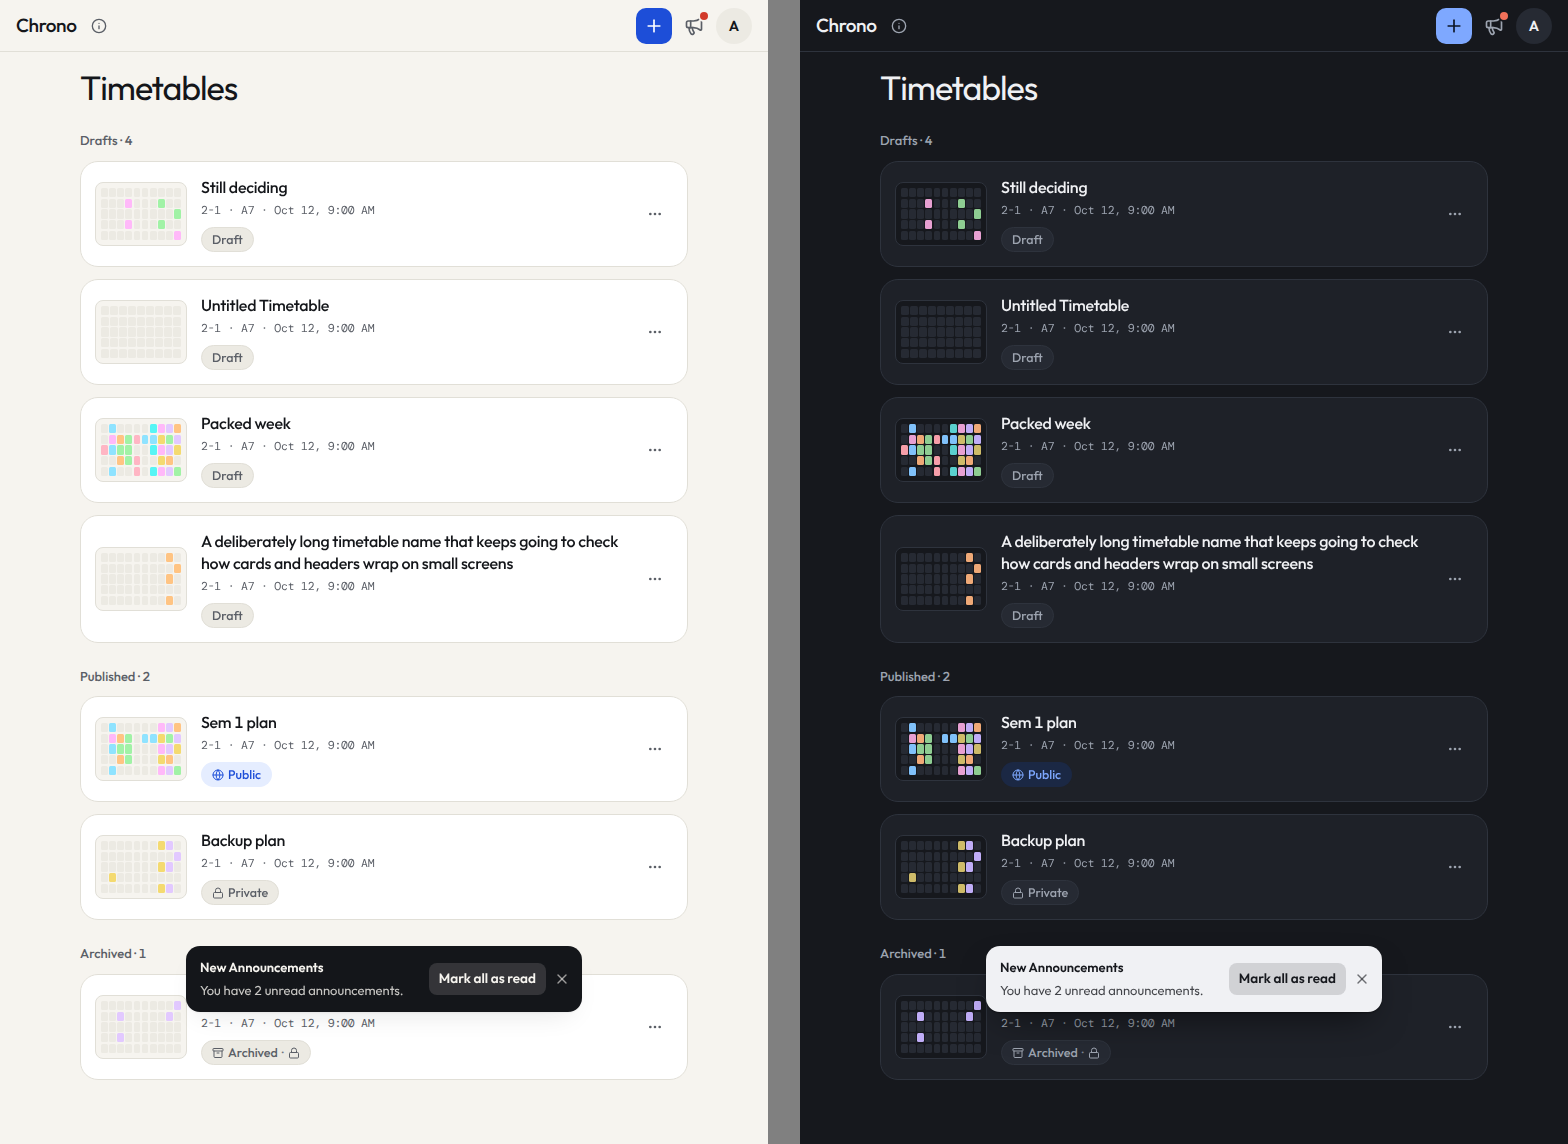 Chrono
A
Timetables
Drafts · 4
Still deciding
2-1 · A7 · Oct 12, 9:00 AM
Draft
Untitled Timetable
2-1 · A7 · Oct 12, 9:00 AM
Draft
Packed week
2-1 · A7 · Oct 12, 9:00 AM
Draft
A deliberately long timetable name that keeps going to check
how cards and headers wrap on small screens
2-1 · A7 · Oct 12, 9:00 AM
Draft
Published · 2
Sem 1 plan
2-1 · A7 · Oct 12, 9:00 AM
Public
Backup plan
2-1 · A7 · Oct 12, 9:00 AM
Private
Archived · 1
New Announcements
You have 2 unread announcements.
Mark all as read
2-1 · A7 · Oct 12, 9:00 AM
Archived ·
Chrono
A
Timetables
Drafts · 4
Still deciding
2-1 · A7 · Oct 12, 9:00 AM
Draft
Untitled Timetable
2-1 · A7 · Oct 12, 9:00 AM
Draft
Packed week
2-1 · A7 · Oct 12, 9:00 AM
Draft
A deliberately long timetable name that keeps going to check
how cards and headers wrap on small screens
2-1 · A7 · Oct 12, 9:00 AM
Draft
Published · 2
Sem 1 plan
2-1 · A7 · Oct 12, 9:00 AM
Public
Backup plan
2-1 · A7 · Oct 12, 9:00 AM
Private
Archived · 1
New Announcements
You have 2 unread announcements.
Mark all as read
2-1 · A7 · Oct 12, 9:00 AM
Archived ·